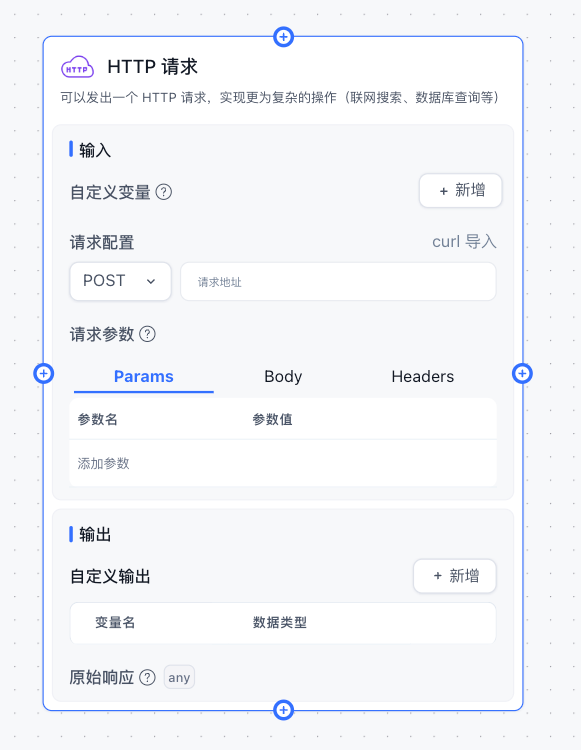 HTTP
HTTP 请求
可以发出一个 HTTP 请求，实现更为复杂的操作（联网搜索、数据库查询等）
输入
自定义变量 ?
+ 新增
请求配置
curl 导入
POST
请求地址
请求参数 ?
Params Body Headers
参数名 参数值
添加参数
输出
自定义输出
+ 新增
变量名 数据类型
原始响应 ? any